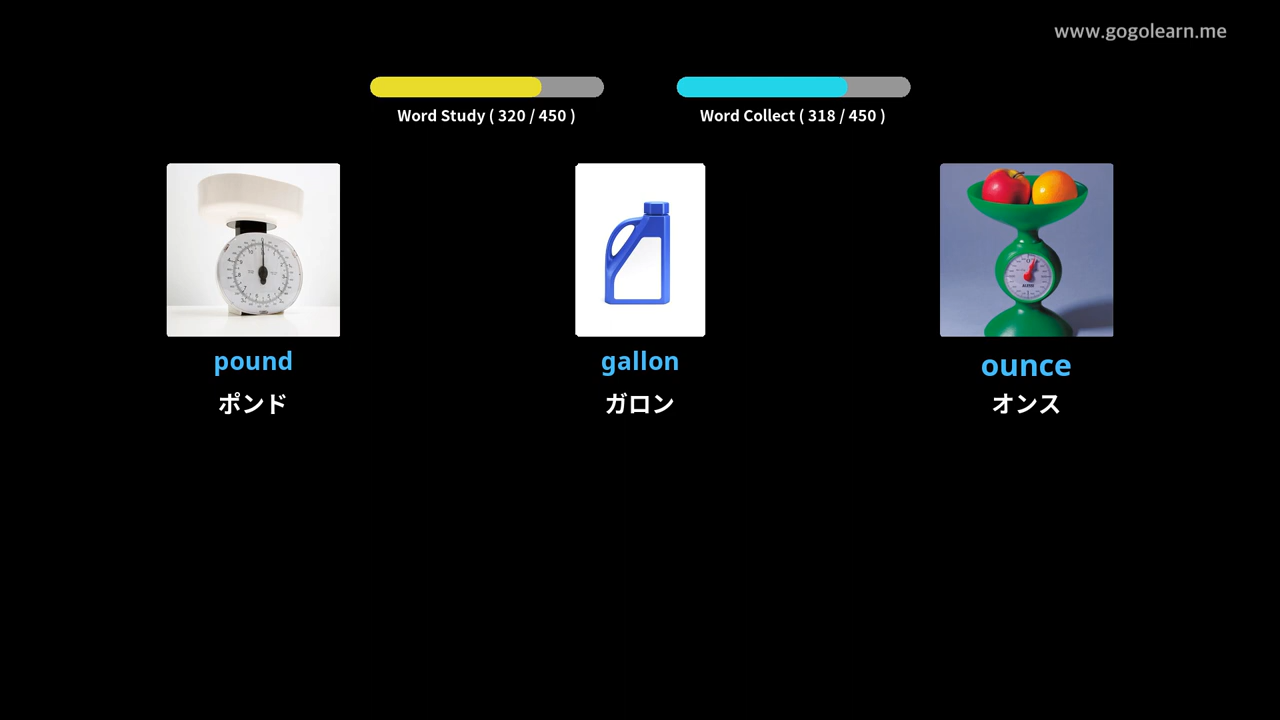 www.gogolearn.me
Word Study ( 320 / 450 )
Word Collect ( 318 / 450 )
pound
ポンド
gallon
ガロン
ounce
オンス